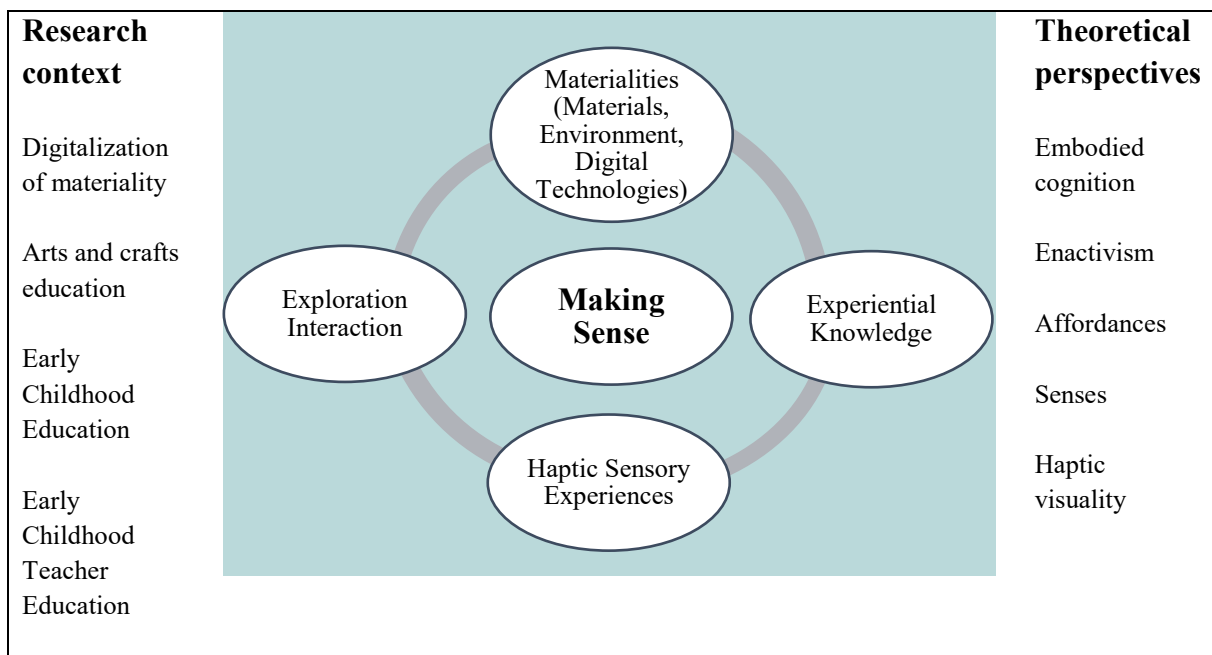 Research
context
Digitalization
of materiality
Arts and crafts
education
Early
Childhood
Education
Early
Childhood
Teacher
Education
Materialities
(Materials,
Environment,
Digital
Technologies)
Exploration
Interaction
Making
Sense
Experiential
Knowledge
Haptic Sensory
Experiences
Theoretical
perspectives
Embodied
cognition
Enactivism
Affordances
Senses
Haptic
visuality